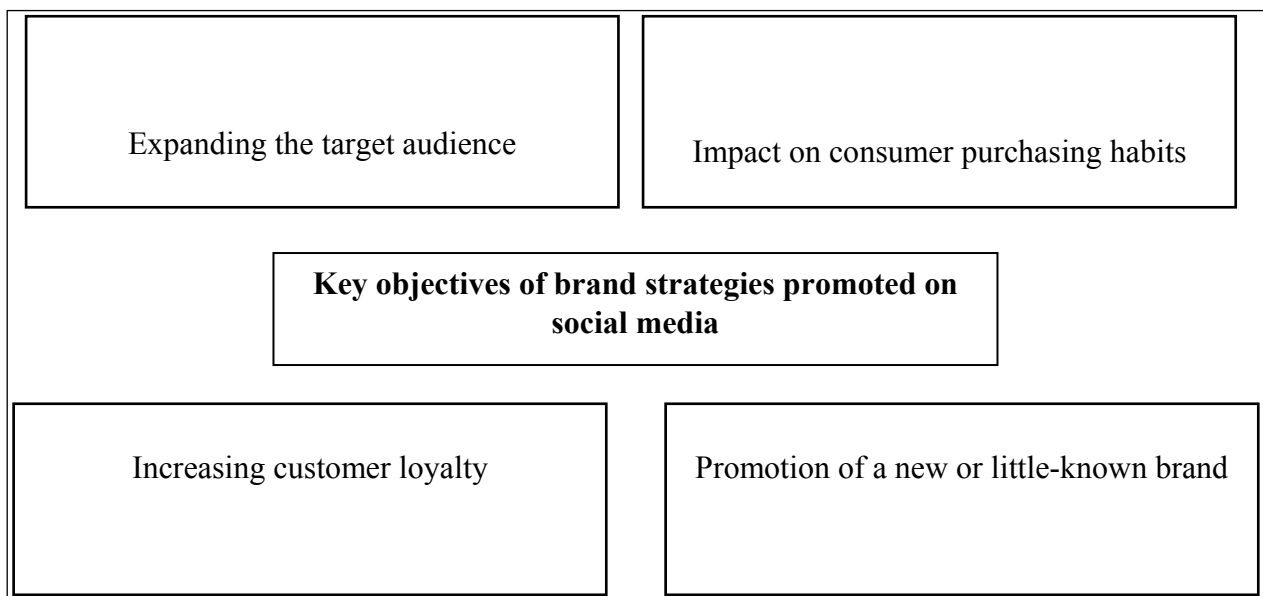 Expanding the target audience
Impact on consumer purchasing habits
Key objectives of brand strategies promoted on
social media
Increasing customer loyalty
Promotion of a new or little-known brand